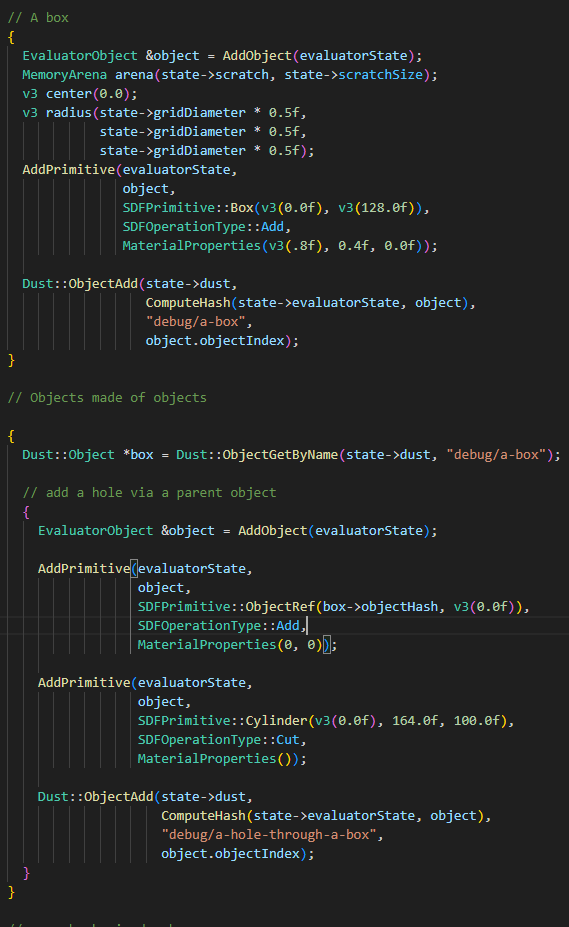 // A box
{
EvaluatorObject &object = AddObject(evaluatorState);
MemoryArena arena(state->scratch, state->scratchSize);
v3 center(0.0);
v3 radius(state->gridDiameter * 0.5f,
state->gridDiameter * 0.5f,
state->gridDiameter * 0.5f);
AddPrimitive(evaluatorState,
object,
SDFPrimitive::Box(v3(0.0f), v3(128.0f)),
SDFOperationType::Add,
MaterialProperties(v3(.8f), 0.4f, 0.0f));
Dust::ObjectAdd(state->dust,
ComputeHash(state->evaluatorState, object),
"debug/a-box",
object.objectIndex);
}
// Objects made of objects
{
Dust::Object *box = Dust::ObjectGetByName(state->dust, "debug/a-box");
// add a hole via a parent object
{
EvaluatorObject &object = AddObject(evaluatorState);
AddPrimitive(evaluatorState,
object,
SDFPrimitive::ObjectRef(box->objectHash, v3(0.0f)),
SDFOperationType::Add,
MaterialProperties(0, 0));
AddPrimitive(evaluatorState,
object,
SDFPrimitive::Cylinder(v3(0.0f), 164.0f, 100.0f),
SDFOperationType::Cut,
MaterialProperties());
Dust::ObjectAdd(state->dust,
ComputeHash(state->evaluatorState, object),
"debug/a-hole-through-a-box",
object.objectIndex);
}
}